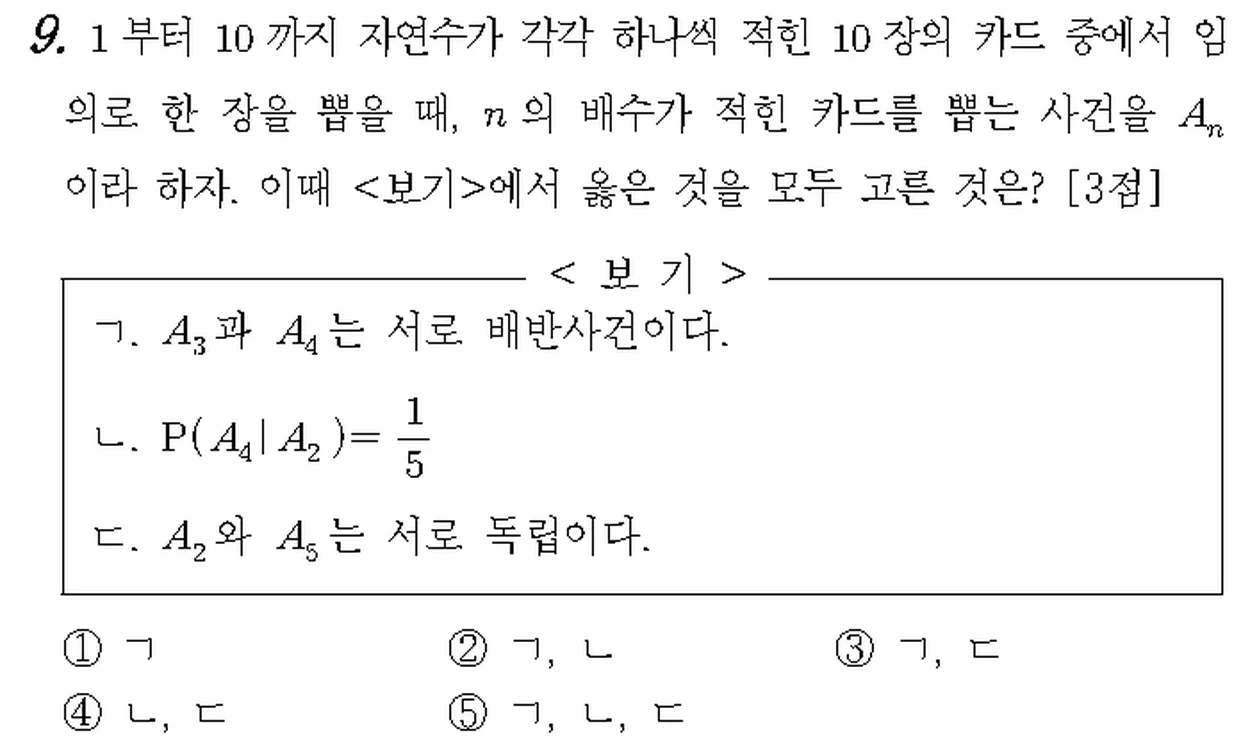 9. 1부터 10까지 자연수가 각각 하나씩 적힌 10장의 카드 중에서 임
의로 한 장을 뽑을 때, n의 배수가 적힌 카드를 뽑는 사건을 Aₙ
이라 하자. 이때 <보기>에서 옳은 것을 모두 고른 것은? [3점]
< 보 기 >
ㄱ. A₃과 A₄는 서로 배반사건이다.
ㄴ. P(A₄|A₂)= 1/5
ㄷ. A₂와 A₅는 서로 독립이다.
① ㄱ ② ㄱ, ㄴ ③ ㄱ, ㄷ
④ ㄴ, ㄷ ⑤ ㄱ, ㄴ, ㄷ